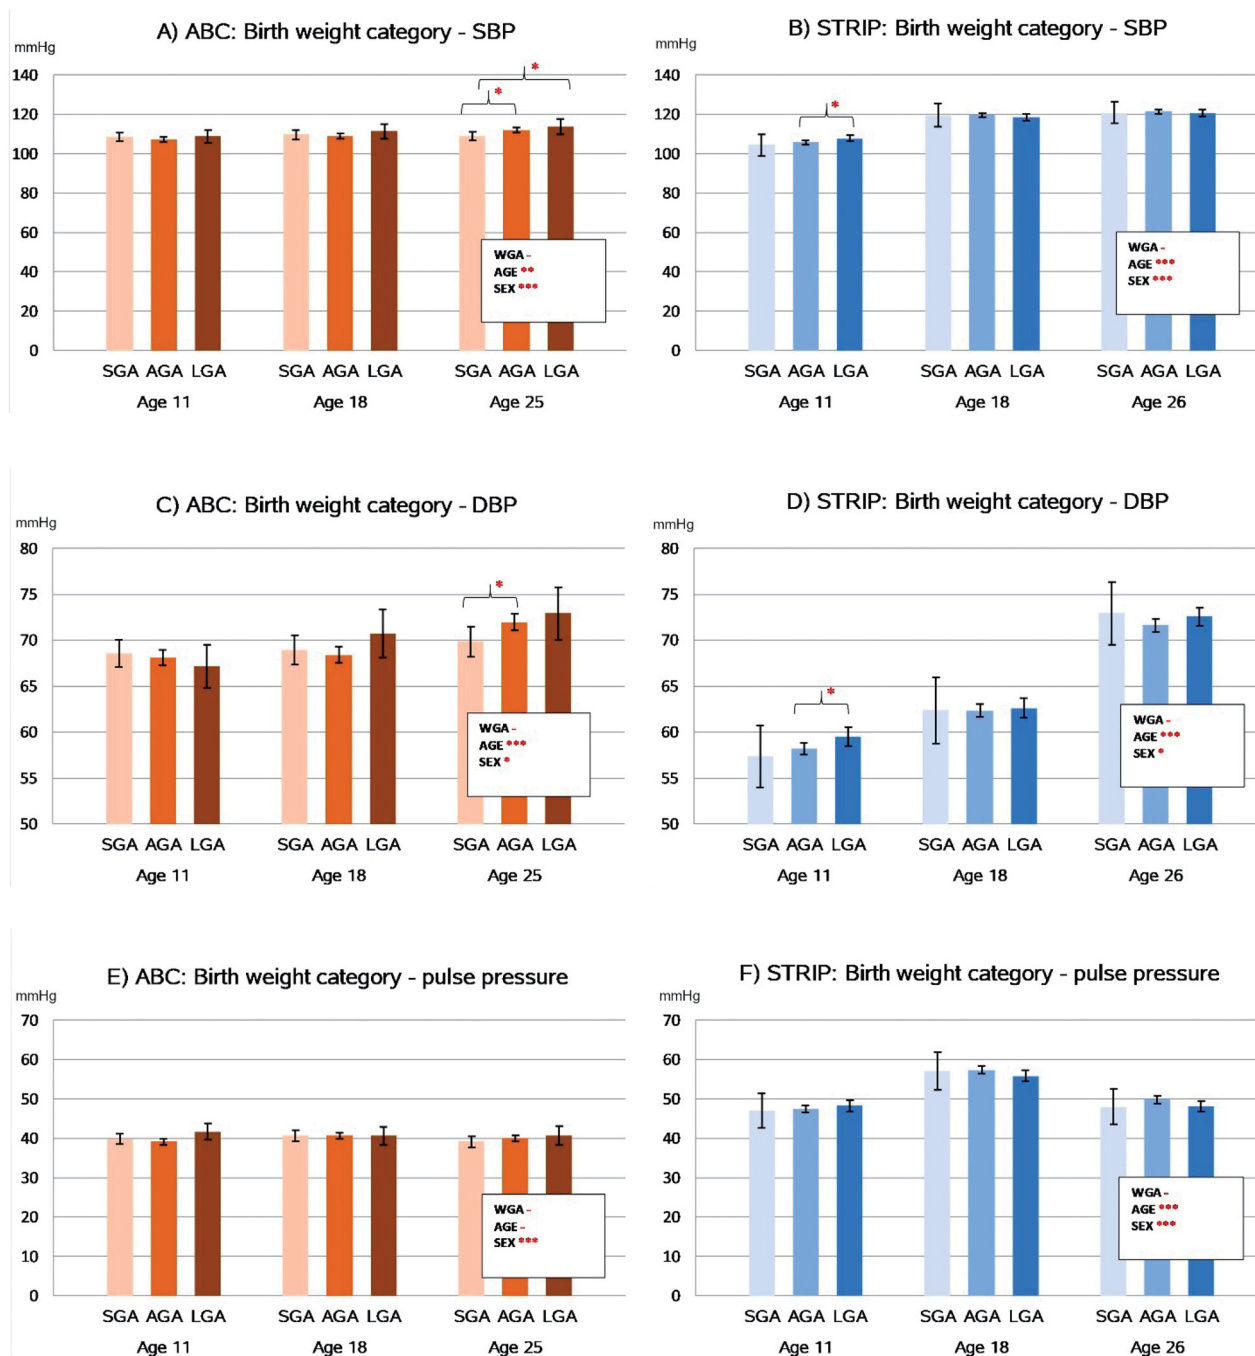 A) ABC: Birth weight category - SBP
mmHg
140
120
100
80
60
40
20
0
*
*
WGA -
AGE **
SEX ***
SGA AGA LGA SGA AGA LGA SGA AGA LGA
Age 11 Age 18 Age 25
B) STRIP: Birth weight category - SBP
mmHg
140
120
100
80
60
40
20
0
*
WGA -
AGE ***
SEX ***
SGA AGA LGA SGA AGA LGA SGA AGA LGA
Age 11 Age 18 Age 26
C) ABC: Birth weight category - DBP
mmHg
80
75
70
65
60
55
50
*
WGA -
AGE ***
SEX *
SGA AGA LGA SGA AGA LGA SGA AGA LGA
Age 11 Age 18 Age 25
D) STRIP: Birth weight category - DBP
mmHg
80
75
70
65
60
55
50
*
WGA -
AGE ***
SEX *
SGA AGA LGA SGA AGA LGA SGA AGA LGA
Age 11 Age 18 Age 26
E) ABC: Birth weight category - pulse pressure
mmHg
70
60
50
40
30
20
10
0
WGA -
AGE -
SEX ***
SGA AGA LGA SGA AGA LGA SGA AGA LGA
Age 11 Age 18 Age 25
F) STRIP: Birth weight category - pulse pressure
mmHg
70
60
50
40
30
20
10
0
WGA -
AGE ***
SEX ***
SGA AGA LGA SGA AGA LGA SGA AGA LGA
Age 11 Age 18 Age 26